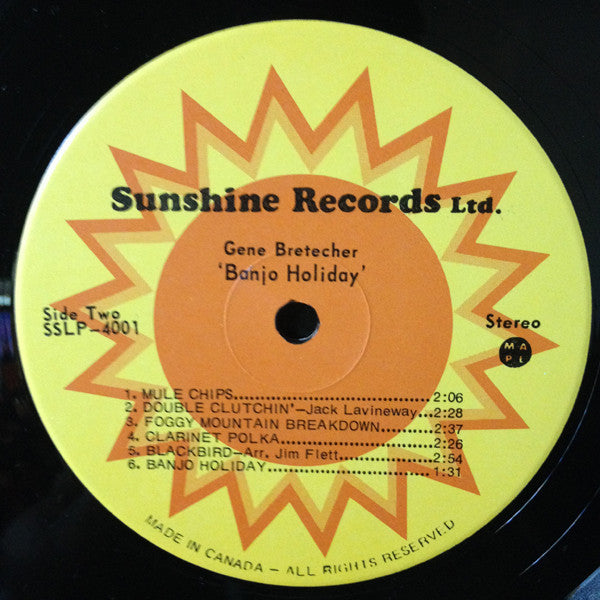 Sunshine Records Ltd.
Gene Bretecher
'Banjo Holiday'
Side Two
SSLP-4001
Stereo
M A
P L
1. MULE CHIPS..................................2:06
2. DOUBLE CLUTCHIN'-Jack Lavineway...2:28
3. FOGGY MOUNTAIN BREAKDOWN.........2:37
4. CLARINET POLKA..........................2:26
5. BLACKBIRD-Arr. Jim Flett................2:54
6. BANJO HOLIDAY............................1:31
MADE IN CANADA - ALL RIGHTS RESERVED